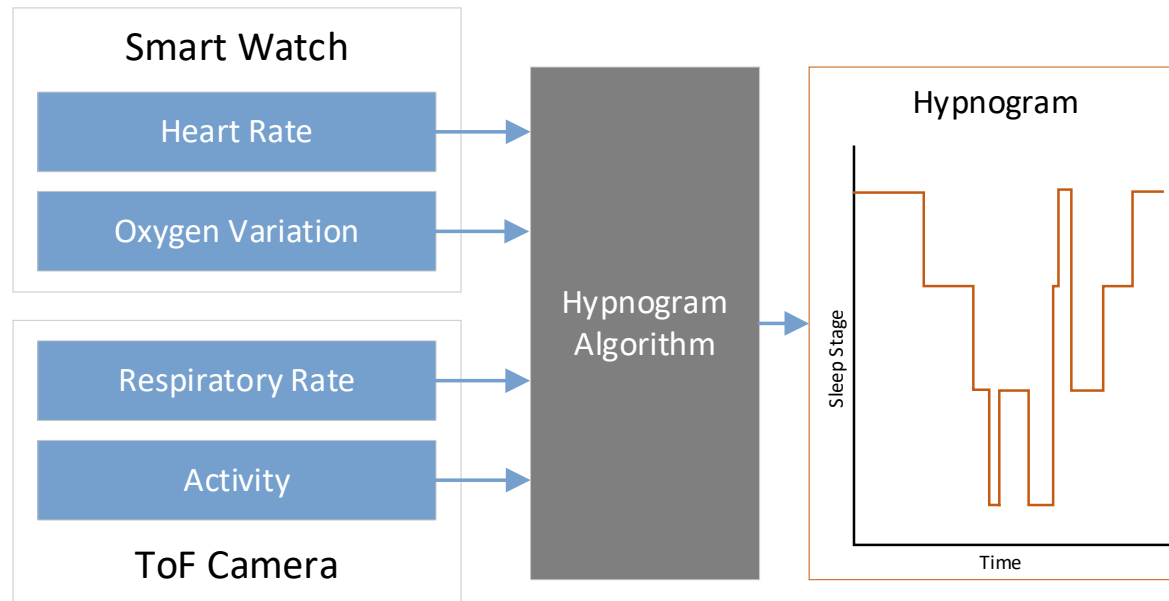 Smart Watch
Heart Rate
Oxygen Variation
Respiratory Rate
Activity
ToF Camera
Hypnogram
Algorithm
Hypnogram
Sleep Stage
Time